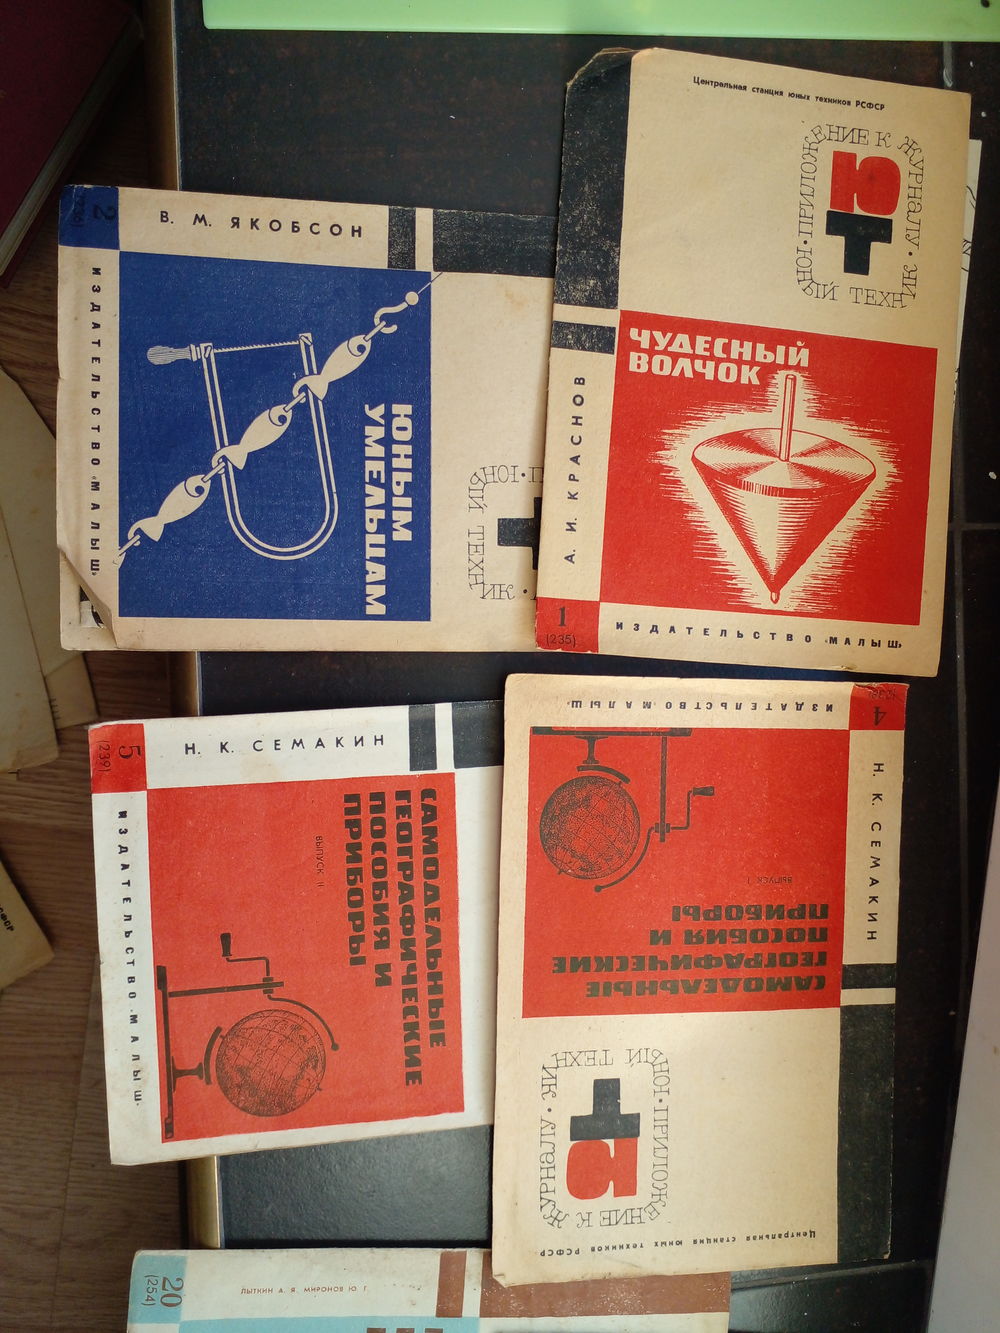 Центральная станция юных техников РСФСР
ПРИЛОЖЕНИЕ К ЖУРНАЛУ · ЮНЫЙ ТЕХНИК ·
ЮТ
ЧУДЕСНЫЙ
ВОЛЧОК
А. И. КРАСНОВ
1
(235)
ИЗДАТЕЛЬСТВО «МАЛЫШ»
2
В. М. ЯКОБСОН
ИЗДАТЕЛЬСТВО «МАЛЫШ»
ЮНЫМ
УМЕЛЬЦАМ
ЮНЫЙ ТЕХНИК ·
5
(239)
Н. К. СЕМАКИН
ИЗДАТЕЛЬСТВО «МАЛЫШ»
САМОДЕЛЬНЫЕ
ГЕОГРАФИЧЕСКИЕ
ПОСОБИЯ И
ПРИБОРЫ
ВЫПУСК II
Центральная станция юных техников РСФСР
ПРИЛОЖЕНИЕ К ЖУРНАЛУ · ЮНЫЙ ТЕХНИК ·
ЮТ
САМОДЕЛЬНЫЕ
ГЕОГРАФИЧЕСКИЕ
ПОСОБИЯ И
ПРИБОРЫ
ВЫПУСК I
Н. К. СЕМАКИН
4
(238)
ИЗДАТЕЛЬСТВО «МАЛЫШ»
20
(254)
ЛЫТКИН А. Я. МИРОНОВ Ю. Г.